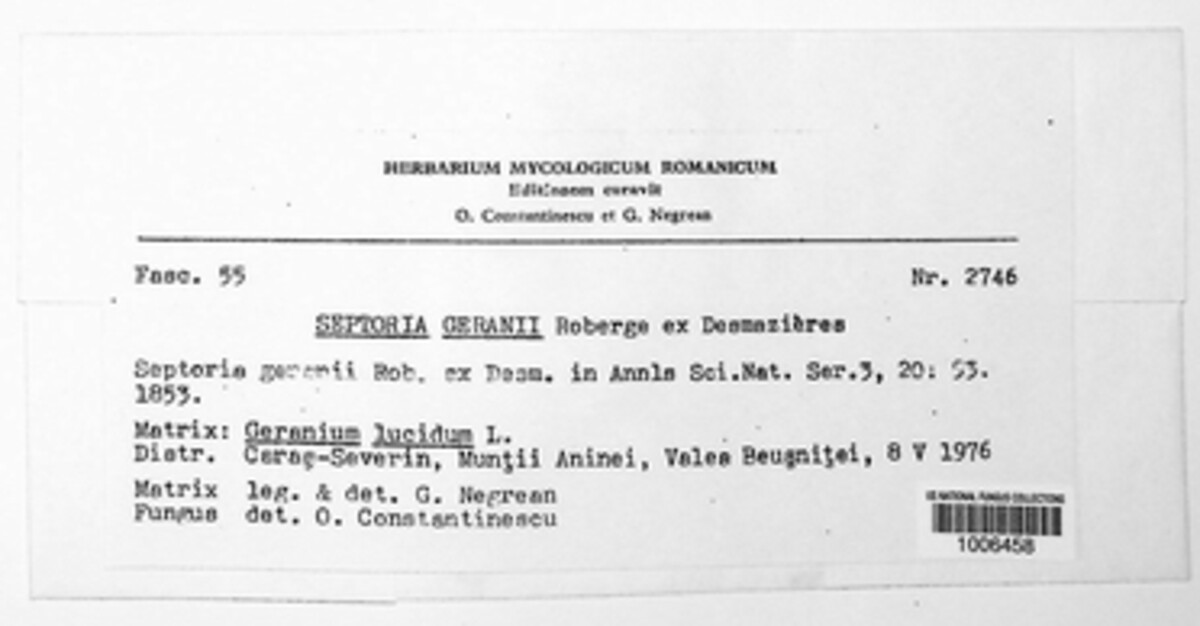 HERBARIUM MYCOLOGICUM ROMANICUM
Editionem curavit
O. Constantinescu et G. Negrean
Fasc. 55 Nr. 2746
SEPTORIA GERANII Roberge ex Desmazières
Septoria geranii Rob. ex Desm. in Annls Sci.Nat. Ser.3, 20: 93.
1853.
Matrix: Geranium lucidum L.
Distr. Caraş-Severin, Munţii Aninei, Valea Beuşniţei, 8 V 1976
Matrix leg. & det. G. Negrean
Fungus det. O. Constantinescu
US NATIONAL FUNGUS COLLECTIONS
1006458